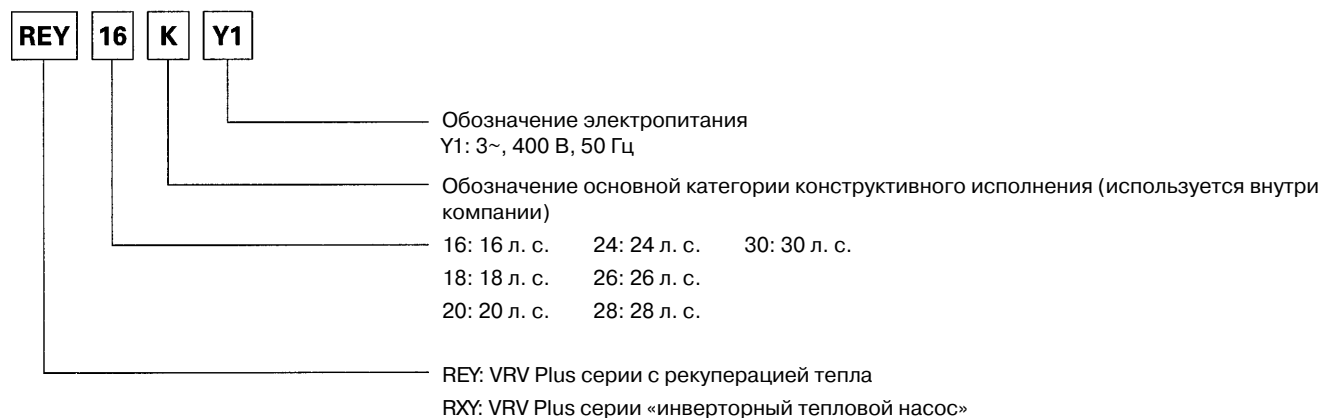 REY 16 K Y1
Обозначение электропитания
Y1: 3~, 400 В, 50 Гц
Обозначение основной категории конструктивного исполнения (используется внутри
компании)
16: 16 л. с. 24: 24 л. с. 30: 30 л. с.
18: 18 л. с. 26: 26 л. с.
20: 20 л. с. 28: 28 л. с.
REY: VRV Plus серии с рекуперацией тепла
RXY: VRV Plus серии «инверторный тепловой насос»